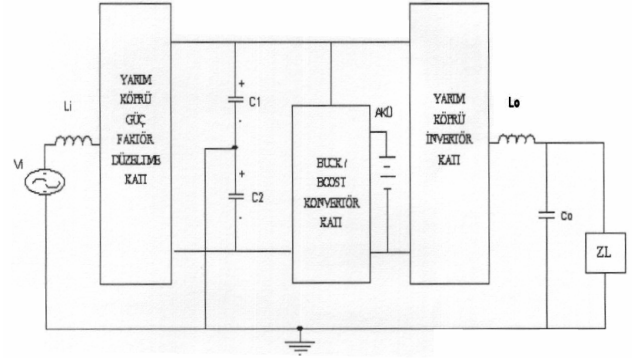 YARIM
KÖPRÜ
GÜÇ
FAKTÖR
DÜZELTME
KATI
Li
Vi
+
C1
-
+
C2
-
BUCK /
BOOST
KONVERTÖR
KATI
AKÜ
YARIM
KÖPRÜ
İNVERTÖR
KATI
Lo
Co
ZL